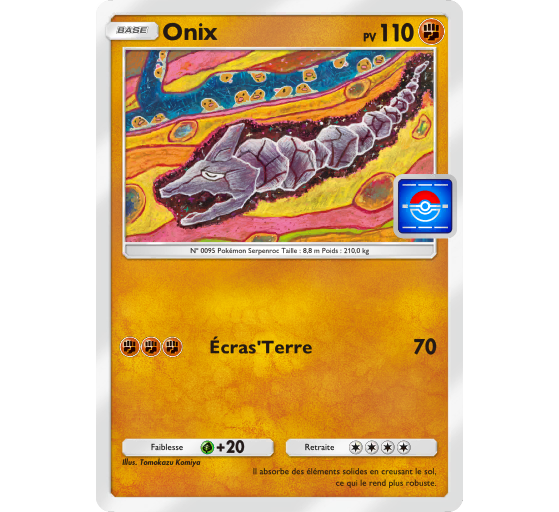 BASE Onix PV 110
N° 0095 Pokémon Serpenroc Taille : 8,8 m Poids : 210,0 kg
Écras'Terre 70
Faiblesse +20 Retraite
Illus. Tomokazu Komiya
Il absorbe des éléments solides en creusant le sol,
ce qui le rend plus robuste.